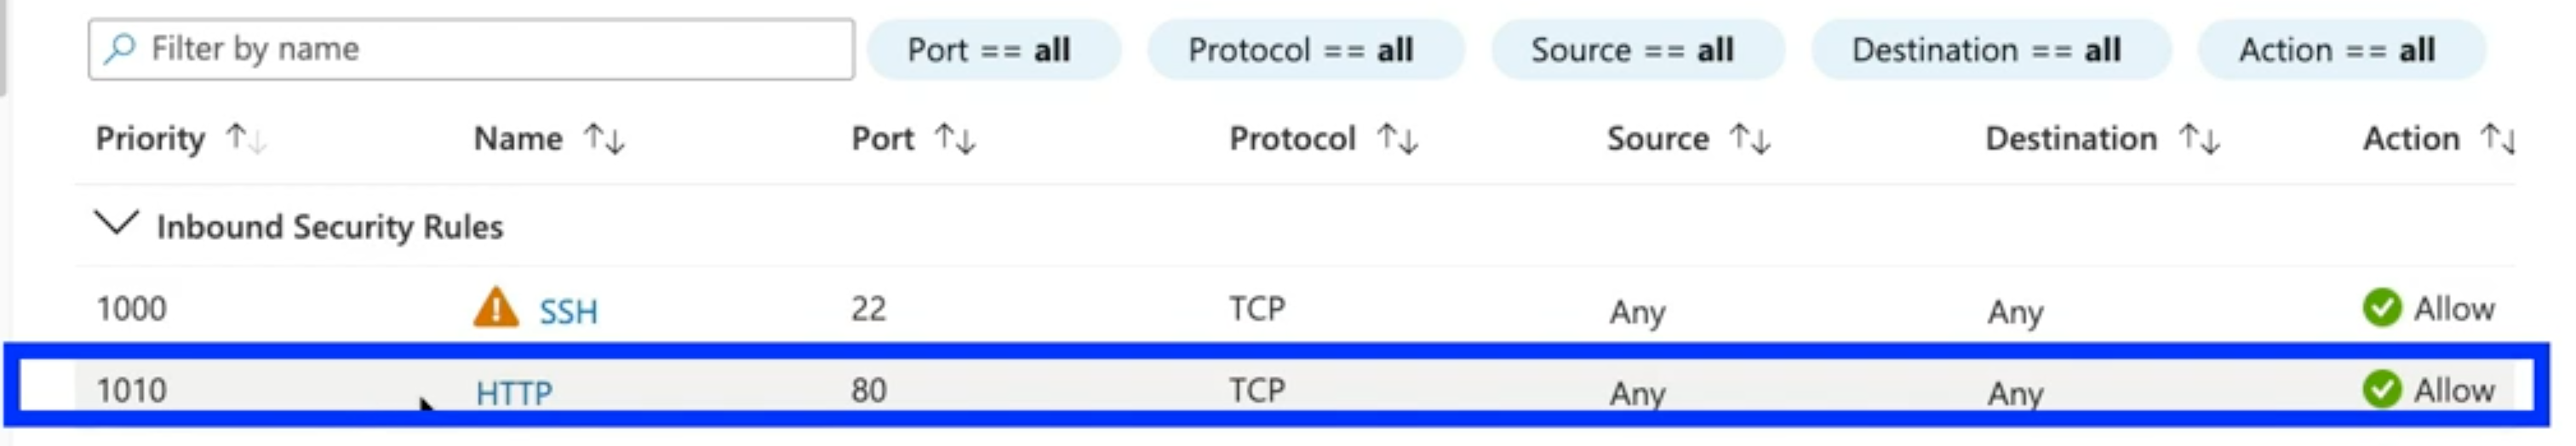 Filter by name Port == all Protocol == all Source == all Destination == all Action == all
Priority ↑↓ Name ↑↓ Port ↑↓ Protocol ↑↓ Source ↑↓ Destination ↑↓ Action ↑↓
Inbound Security Rules
1000 SSH 22 TCP Any Any Allow
1010 HTTP 80 TCP Any Any Allow